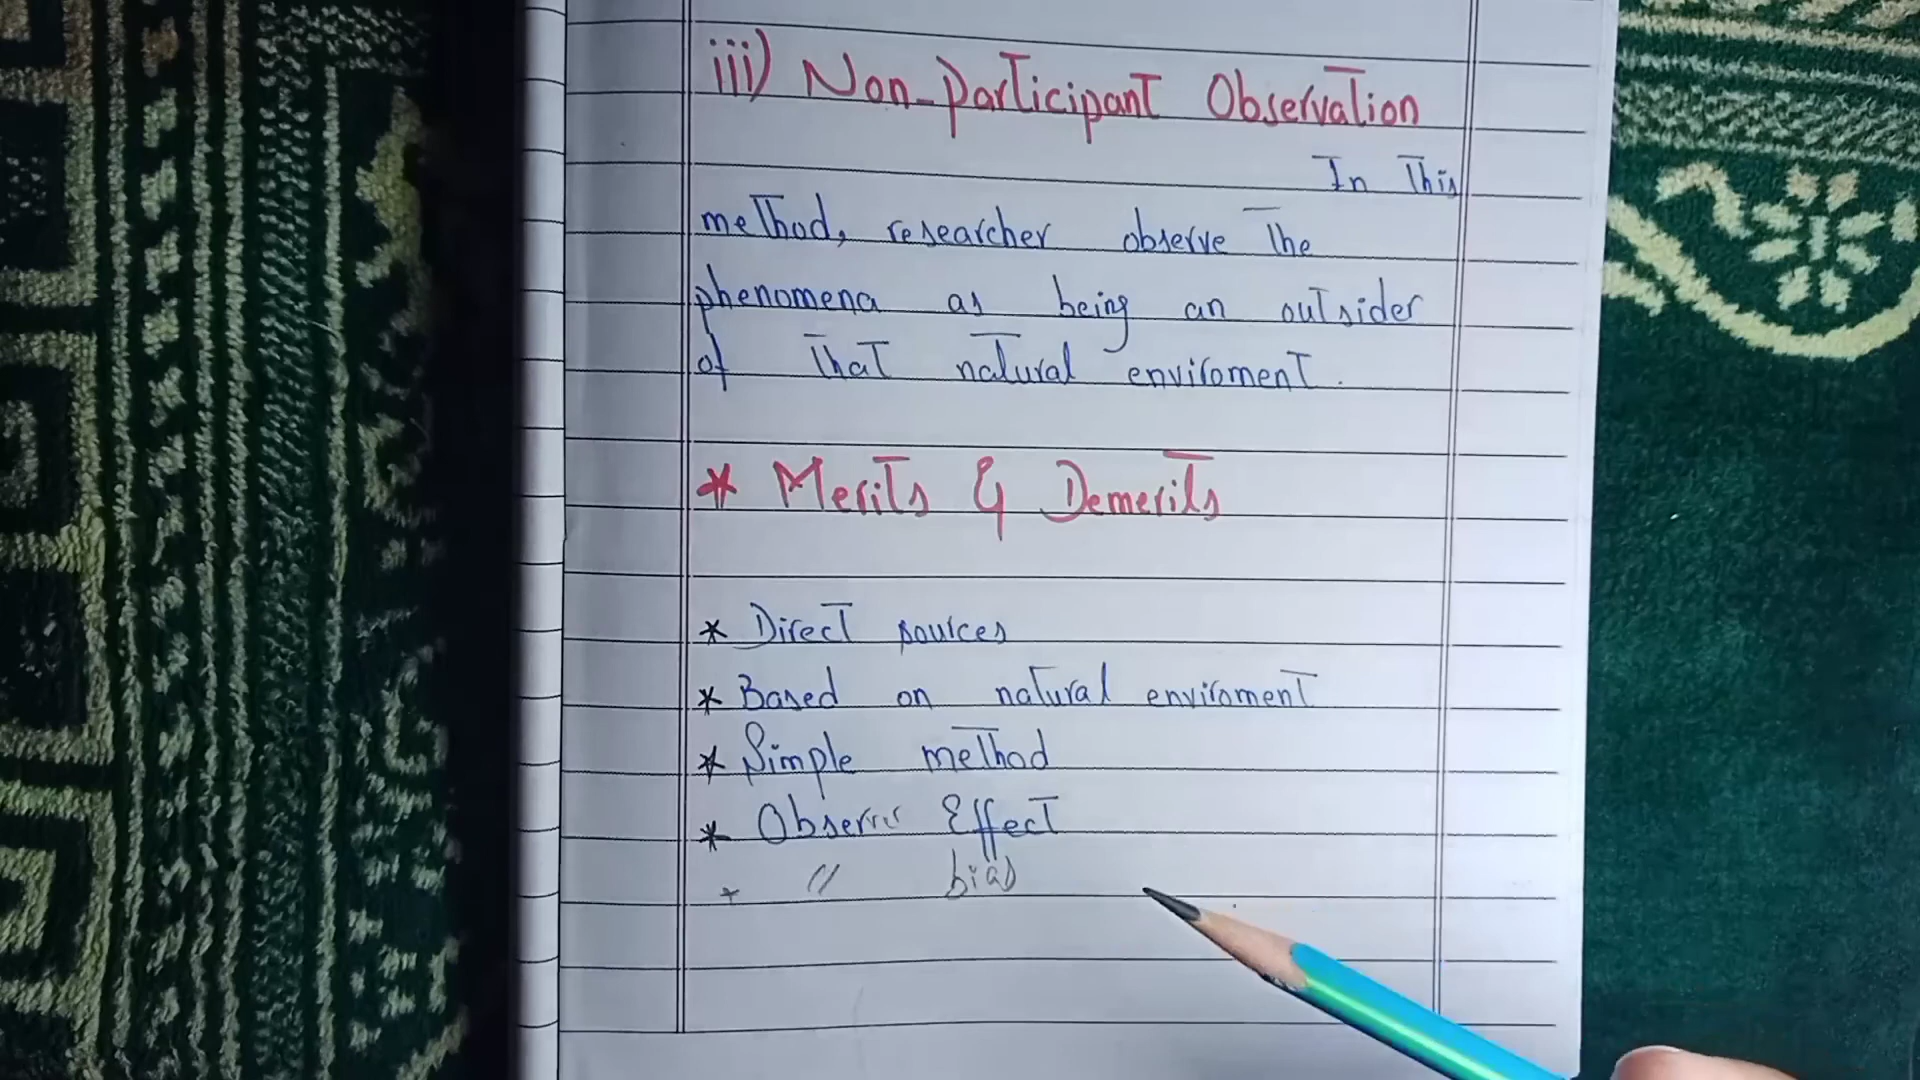 iii) Non-participant Observation
In This
method, researcher observe The
phenomena as being an outsider
of That natural enviroment.
* Merits & Demerits
* Direct sources
* Based on natural enviroment
* Simple method
* Observer Effect
* " bias